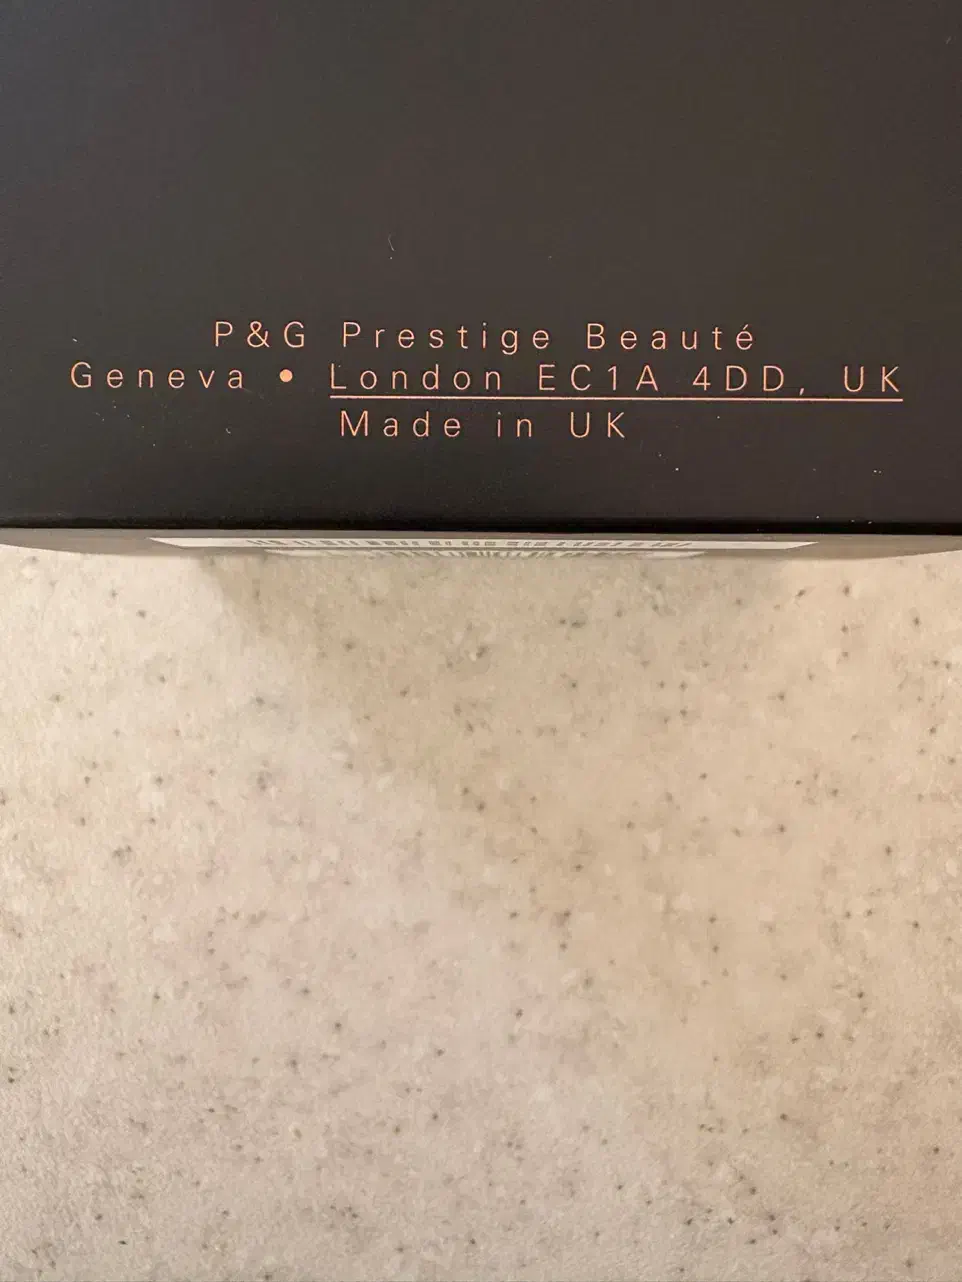 P&G Prestige Beauté
Geneva • London EC1A 4DD, UK
Made in UK